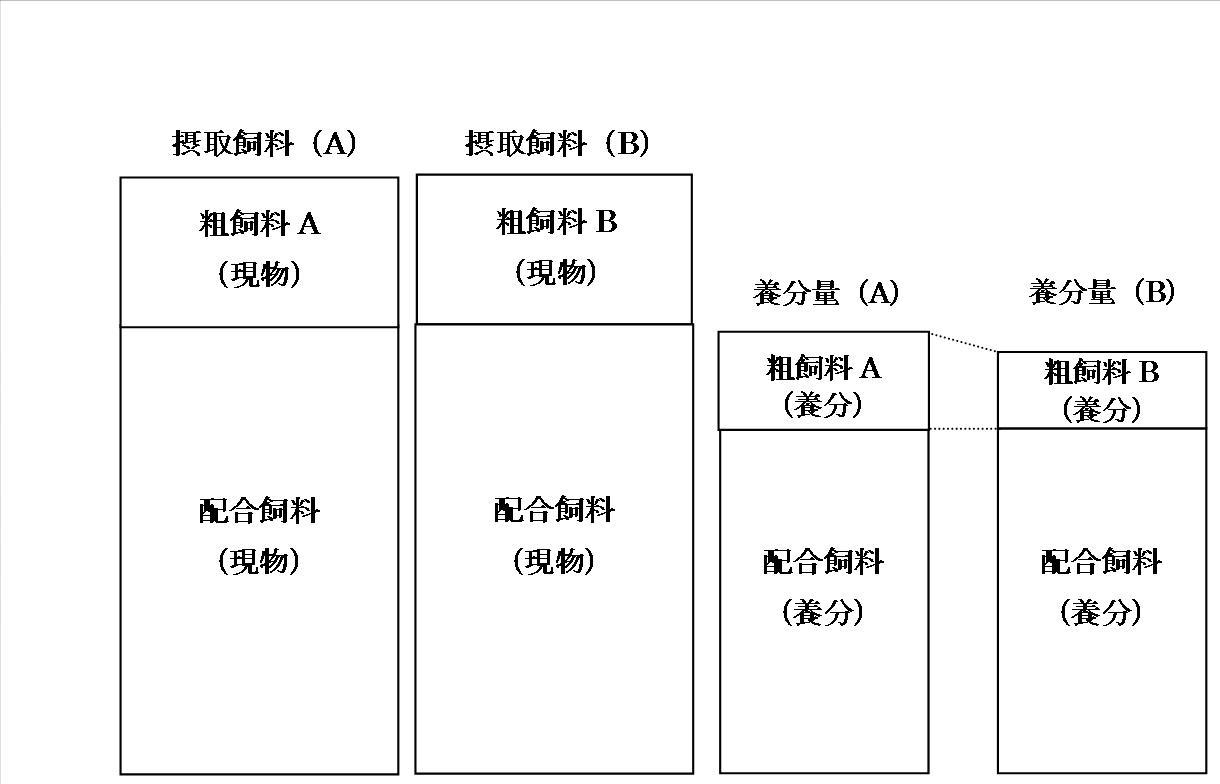 摂取飼料（A）
粗飼料 A
（現物）
配合飼料
（現物）
摂取飼料（B）
粗飼料 B
（現物）
配合飼料
（現物）
養分量（A）
粗飼料 A
（養分）
配合飼料
（養分）
養分量（B）
粗飼料 B
（養分）
配合飼料
（養分）